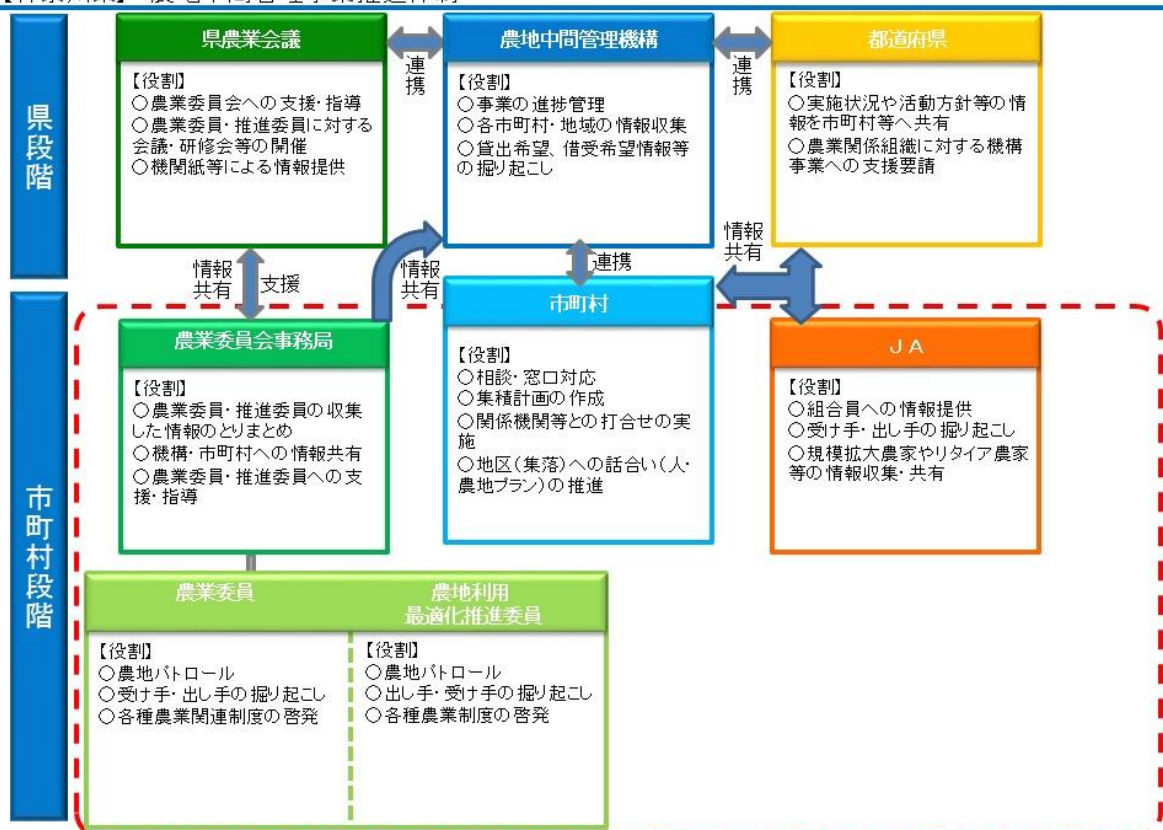 県段階
県農業会議
【役割】
○農業委員会への支援・指導
○農業委員・推進委員に対する
会議・研修会等の開催
○機関紙等による情報提供
連携
農地中間管理機構
【役割】
○事業の進捗管理
○各市町村・地域の情報収集
○貸出希望、借受希望情報等
の掘り起こし
連携
都道府県
【役割】
○実施状況や活動方針等の情
報を市町村等へ共有
○農業関係組織に対する機構
事業への支援要請
情報
共有
支援
情報
共有
連携
情報
共有
市町村段階
農業委員会事務局
【役割】
○農業委員・推進委員の収集
した情報のとりまとめ
○機構・市町村への情報共有
○農業委員・推進委員への支
援・指導
市町村
【役割】
○相談・窓口対応
○集積計画の作成
○関係機関等との打合せの実
施
○地区(集落)への話合い(人・
農地プラン)の推進
JA
【役割】
○組合員への情報提供
○受け手・出し手の掘り起こし
○規模拡大農家やリタイア農家
等の情報収集・共有
農業委員
【役割】
○農地パトロール
○受け手・出し手の掘り起こし
○各種農業関連制度の啓発
農地利用
最適化推進委員
【役割】
○農地パトロール
○出し手・受け手の掘り起こし
○各種農業制度の啓発